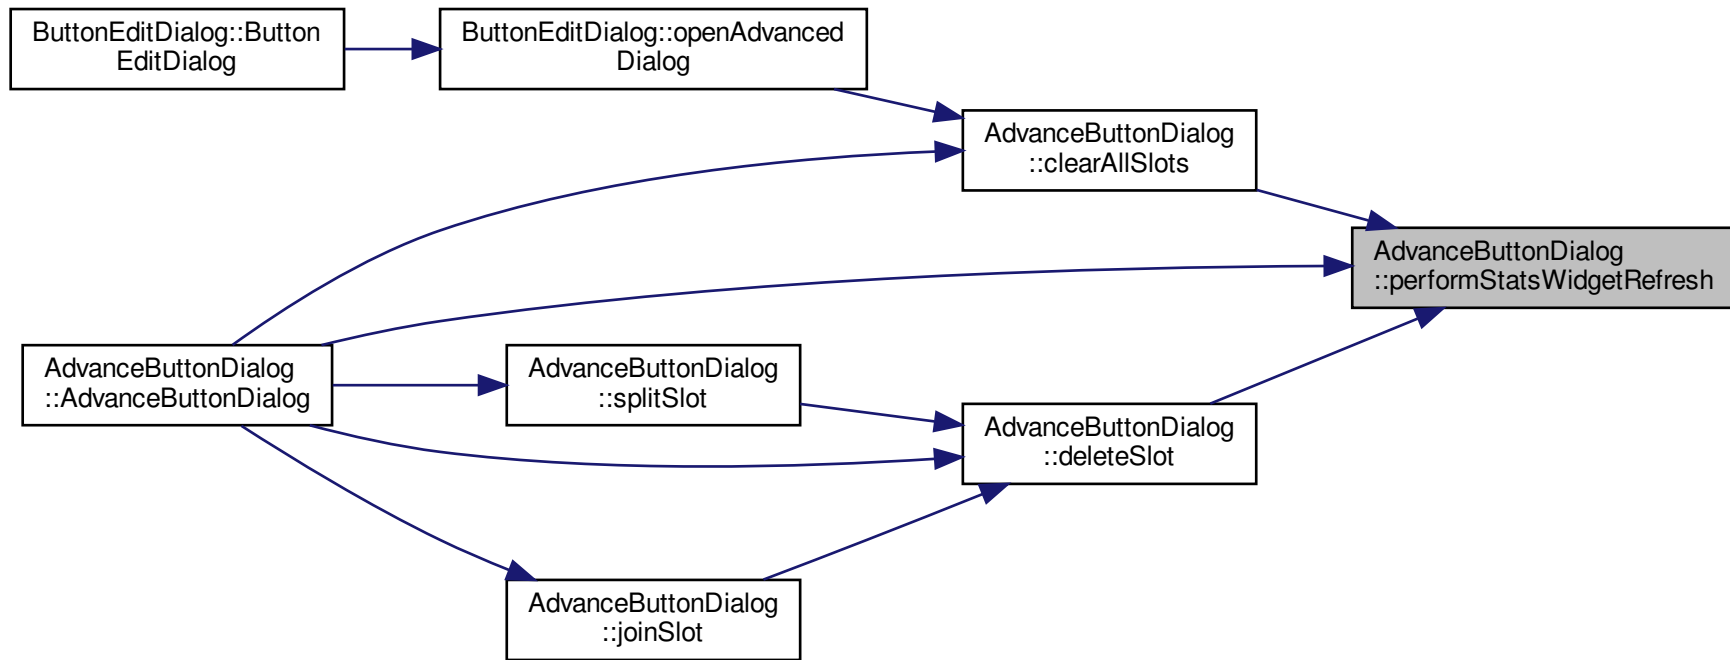 ButtonEditDialog::Button
EditDialog
ButtonEditDialog::openAdvanced
Dialog
AdvanceButtonDialog
::clearAllSlots
AdvanceButtonDialog
::performStatsWidgetRefresh
AdvanceButtonDialog
::AdvanceButtonDialog
AdvanceButtonDialog
::splitSlot
AdvanceButtonDialog
::deleteSlot
AdvanceButtonDialog
::joinSlot